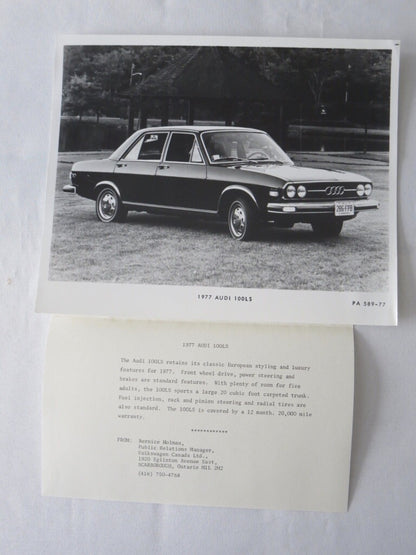 1977 AUDI 100LS
PA 589-77
1977 AUDI 100LS
The Audi 100LS retains its classic European styling and luxury
features for 1977. Front wheel drive, power steering and
brakes are standard features. With plenty of room for five
adults, the 100LS sports a large 20 cubic foot carpeted trunk.
Fuel injection, rack and pinion steering and radial tires are
also standard. The 100LS is covered by a 12 month, 20,000 mile
warranty.
************
FROM: Bernice Holman,
Public Relations Manager,
Volkswagen Canada Ltd.,
1920 Eglinton Avenue East,
SCARBOROUGH, Ontario M1L 2M2
(416) 750-4758